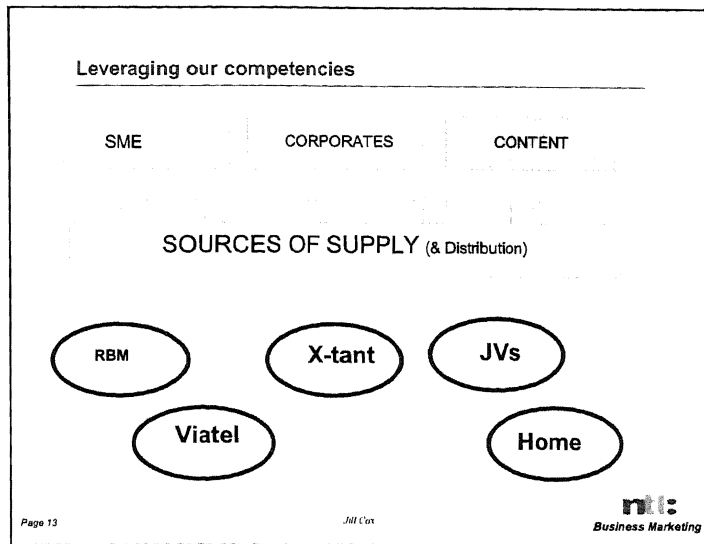 Leveraging our competencies
SME CORPORATES CONTENT
SOURCES OF SUPPLY (& Distribution)
RBM X-tant JVs
Viatel Home
Page 13 Jill Cox ntl:
Business Marketing